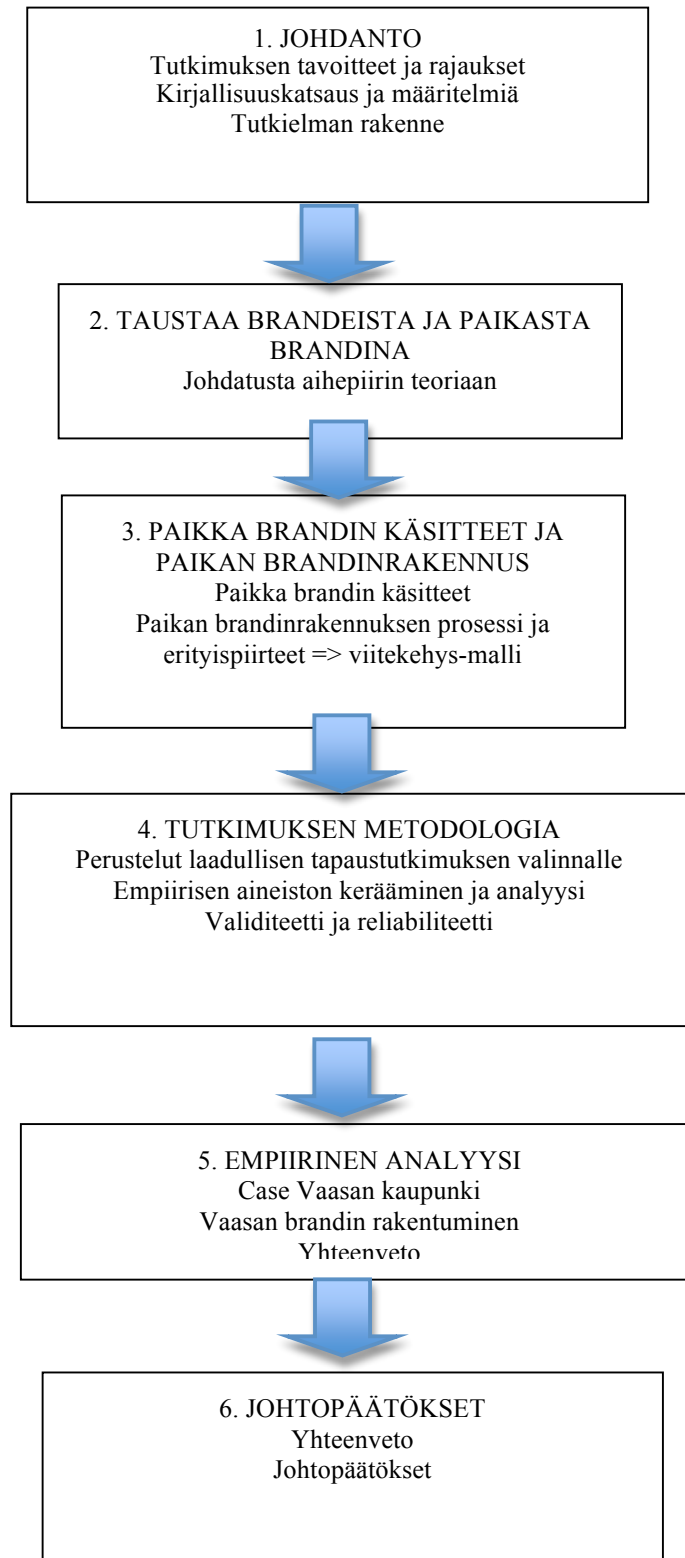 1. JOHDANTO
Tutkimuksen tavoitteet ja rajaukset
Kirjallisuuskatsaus ja määritelmiä
Tutkielman rakenne
2. TAUSTAA BRANDEISTA JA PAIKASTA
BRANDINA
Johdatusta aihepiirin teoriaan
3. PAIKKA BRANDIN KÄSITTEET JA
PAIKAN BRANDINRAKENNUS
Paikka brandin käsitteet
Paikan brandinrakennuksen prosessi ja
erityispiirteet => viitekehys-malli
4. TUTKIMUKSEN METODOLOGIA
Perustelut laadullisen tapaustutkimuksen valinnalle
Empiirisen aineiston kerääminen ja analyysi
Validiteetti ja reliabiliteetti
5. EMPIIRINEN ANALYYSI
Case Vaasan kaupunki
Vaasan brandin rakentuminen
Yhteenveto
6. JOHTOPÄÄTÖKSET
Yhteenveto
Johtopäätökset